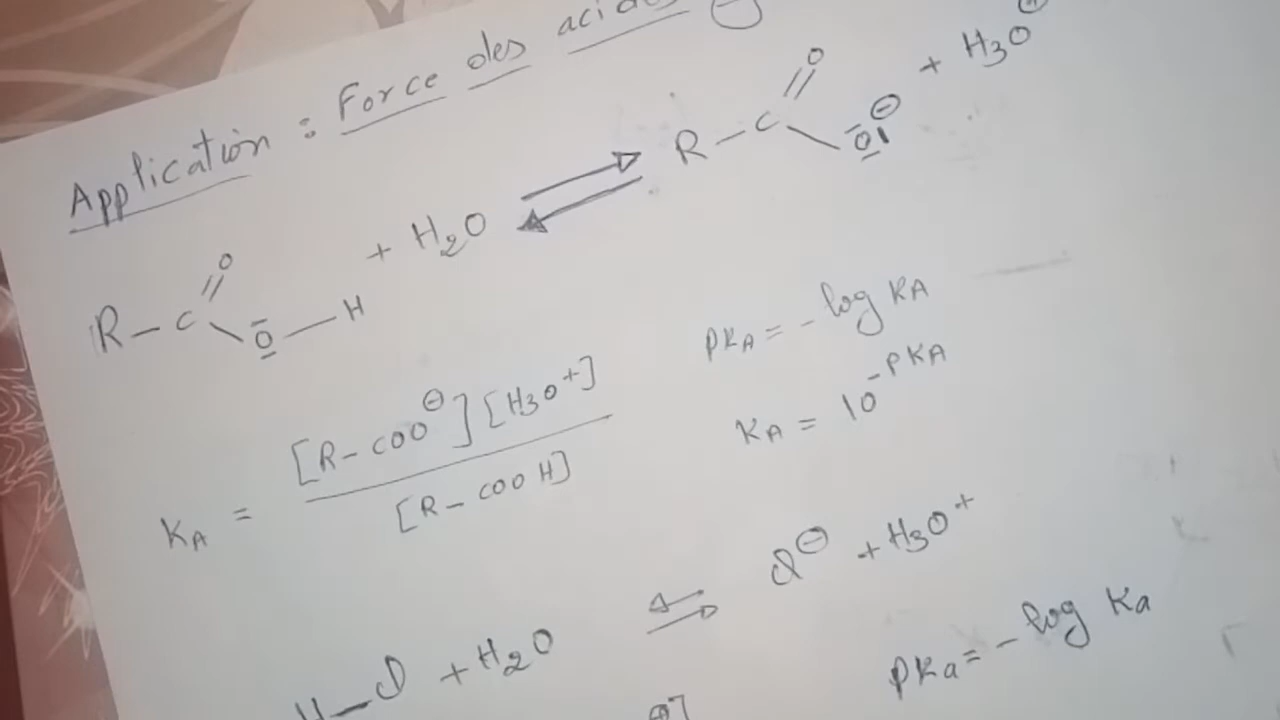 Application : Force des acides
R – C (=O) – O – H + H2O ⇌ R – C (=O) – O⊖ + H3O⊕
KA = [R – COO⊖] [H3O+] / [R – COOH]
PKA = - log KA
KA = 10^-PKA
H – Q + H2O ⇌ Q⊖ + H3O+
PKa = - log Ka